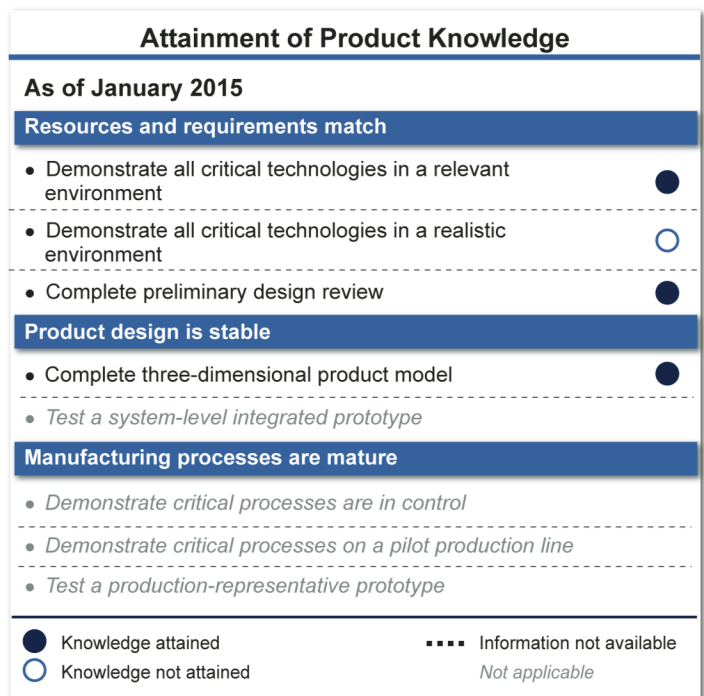 Attainment of Product Knowledge
As of January 2015
Resources and requirements match
• Demonstrate all critical technologies in a relevant
environment
• Demonstrate all critical technologies in a realistic
environment
• Complete preliminary design review
Product design is stable
• Complete three-dimensional product model
• Test a system-level integrated prototype
Manufacturing processes are mature
• Demonstrate critical processes are in control
• Demonstrate critical processes on a pilot production line
• Test a production-representative prototype
Knowledge attained
Information not available
Knowledge not attained
Not applicable